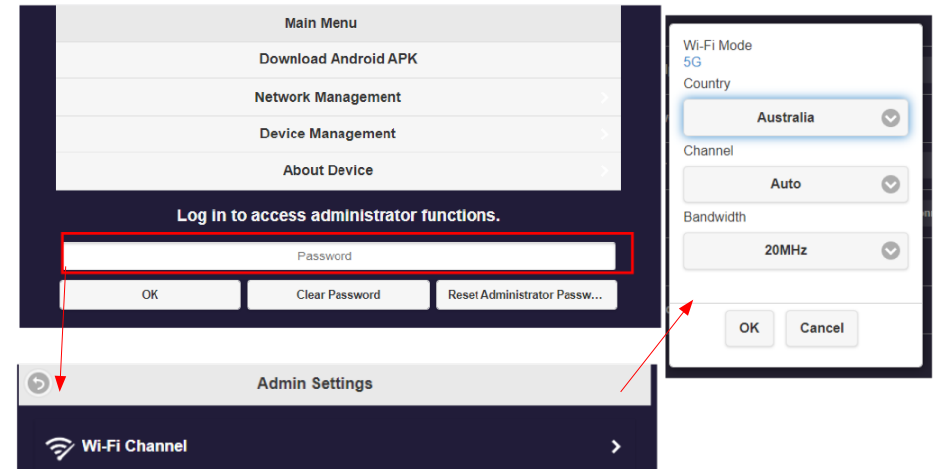 Main Menu
Download Android APK
Network Management
Device Management
About Device
Log in to access administrator functions.
Password
OK
Clear Password
Reset Administrator Passw...
Admin Settings
Wi-Fi Channel
Wi-Fi Mode
5G
Country
Australia
Channel
Auto
Bandwidth
20MHz
OK
Cancel